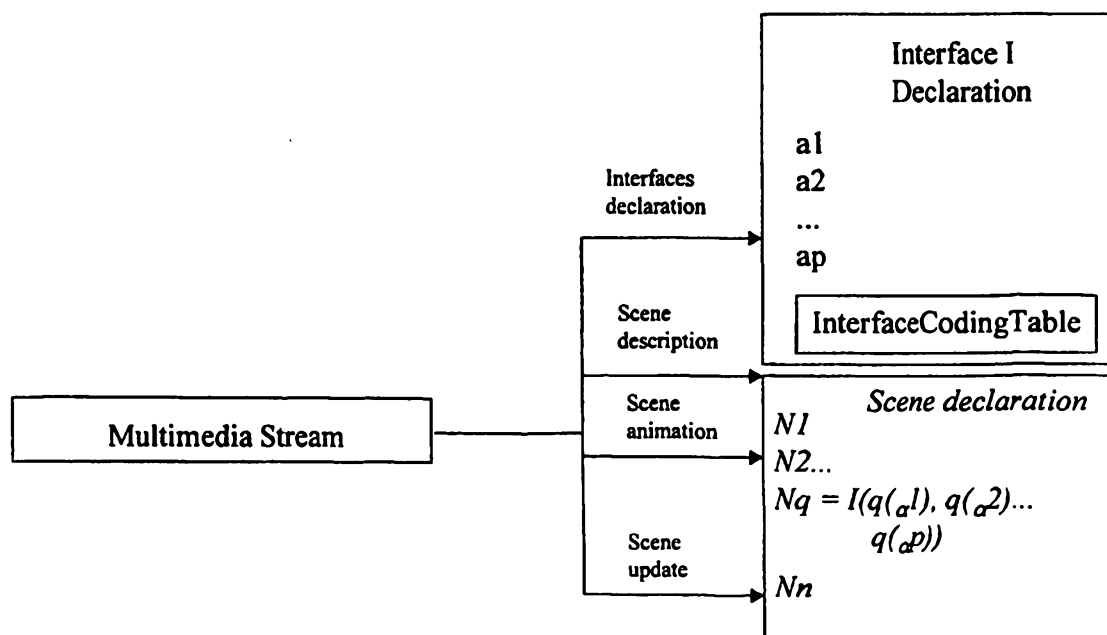 Interface I
Declaration
a1
a2
...
ap
InterfaceCodingTable
Interfaces
declaration
Scene
description
Scene
animation
Scene
update
Multimedia Stream
Scene declaration
N1
N2...
Nq = I(q(α1), q(α2)...
q(αp))
Nn